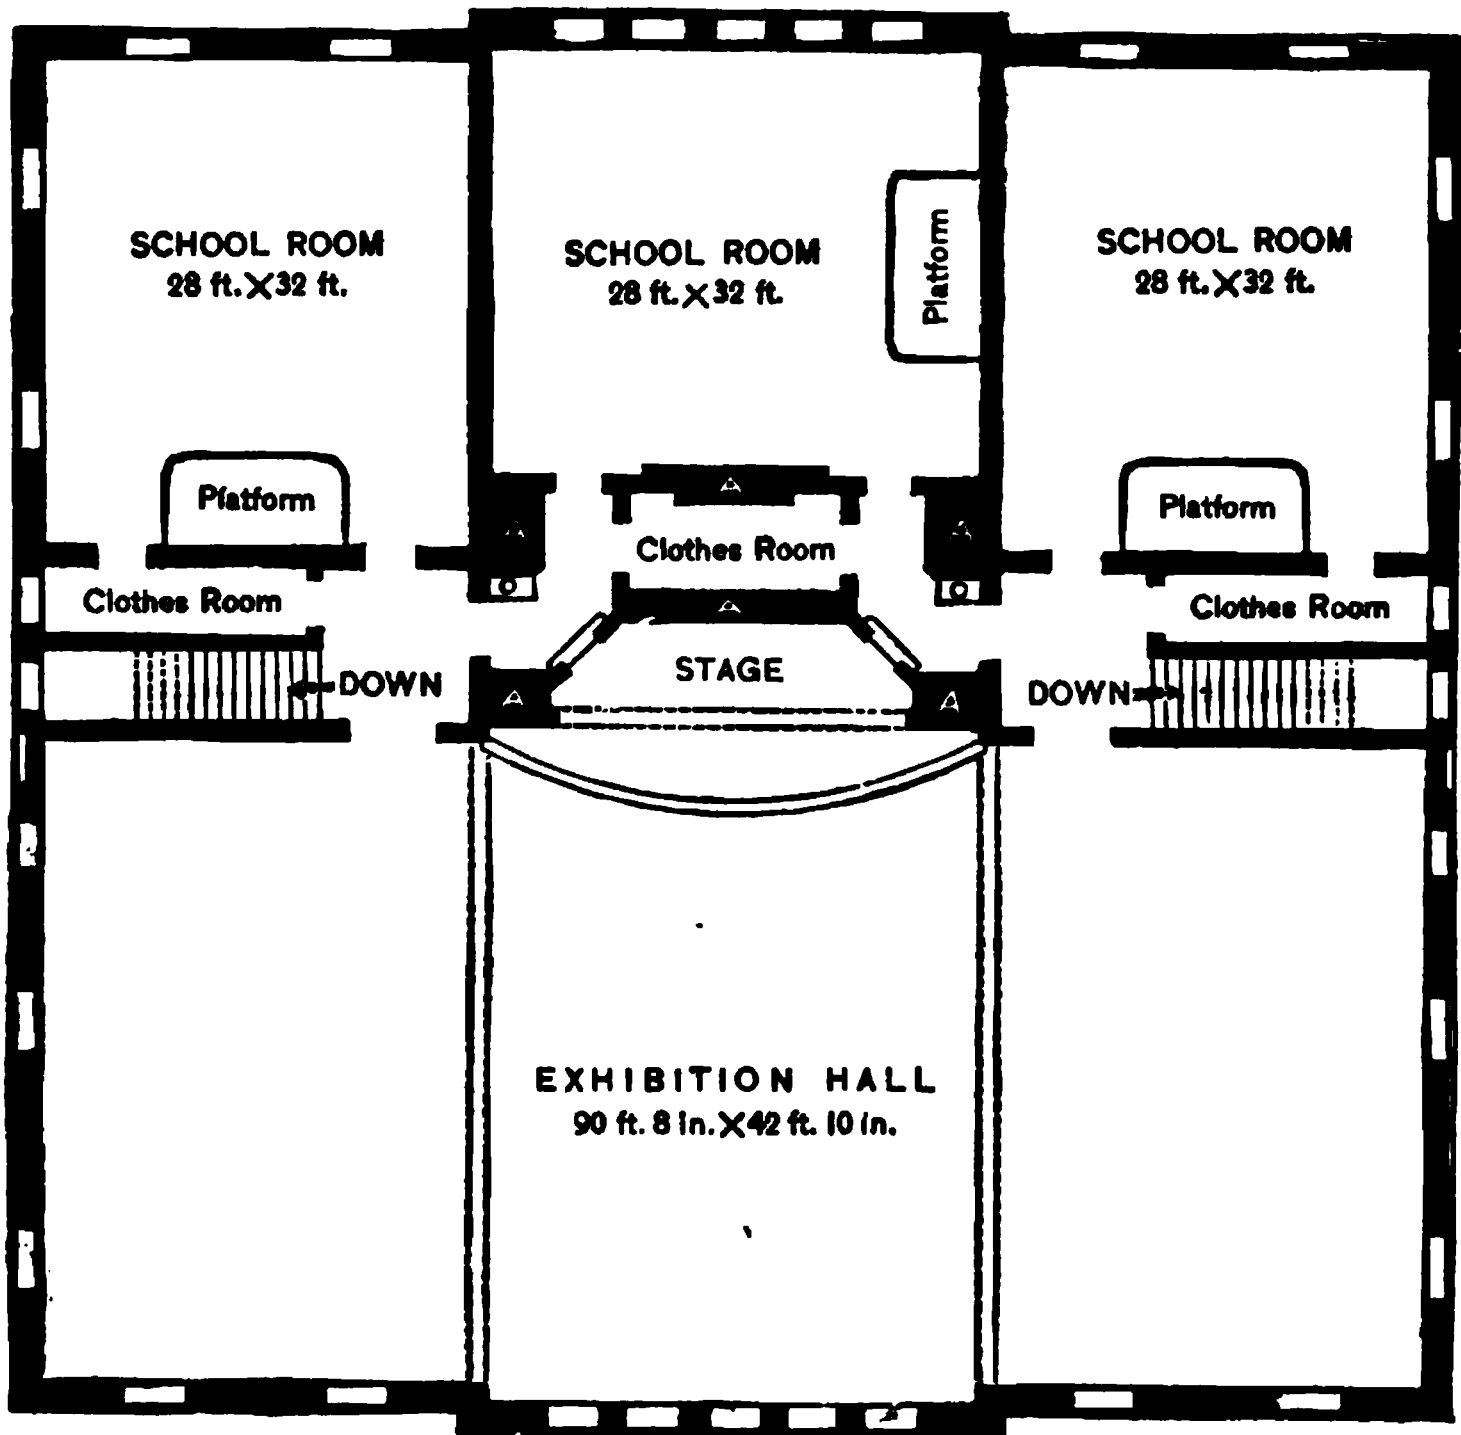 SCHOOL ROOM
28 ft. X 32 ft.
SCHOOL ROOM
28 ft. X 32 ft.
Platform
SCHOOL ROOM
28 ft. X 32 ft.
Platform
Platform
A
A
A
Clothes Room
Clothes Room
Clothes Room
A
STAGE
DOWN
DOWN
A
A
EXHIBITION HALL
90 ft. 8 in. X 42 ft. 10 in.